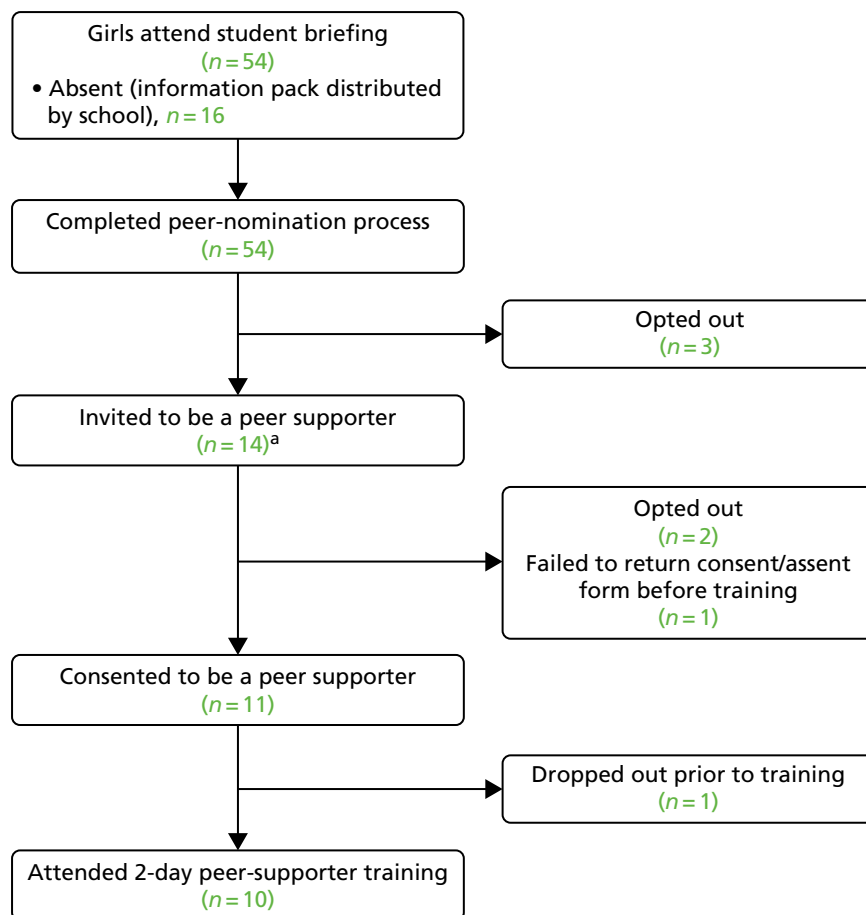 Girls attend student briefing
(n=54)
• Absent (information pack distributed
by school), n=16
Completed peer-nomination process
(n=54)
Opted out
(n=3)
Invited to be a peer supporter
(n=14)a
Opted out
(n=2)
Failed to return consent/assent
form before training
(n=1)
Consented to be a peer supporter
(n=11)
Dropped out prior to training
(n=1)
Attended 2-day peer-supporter training
(n=10)